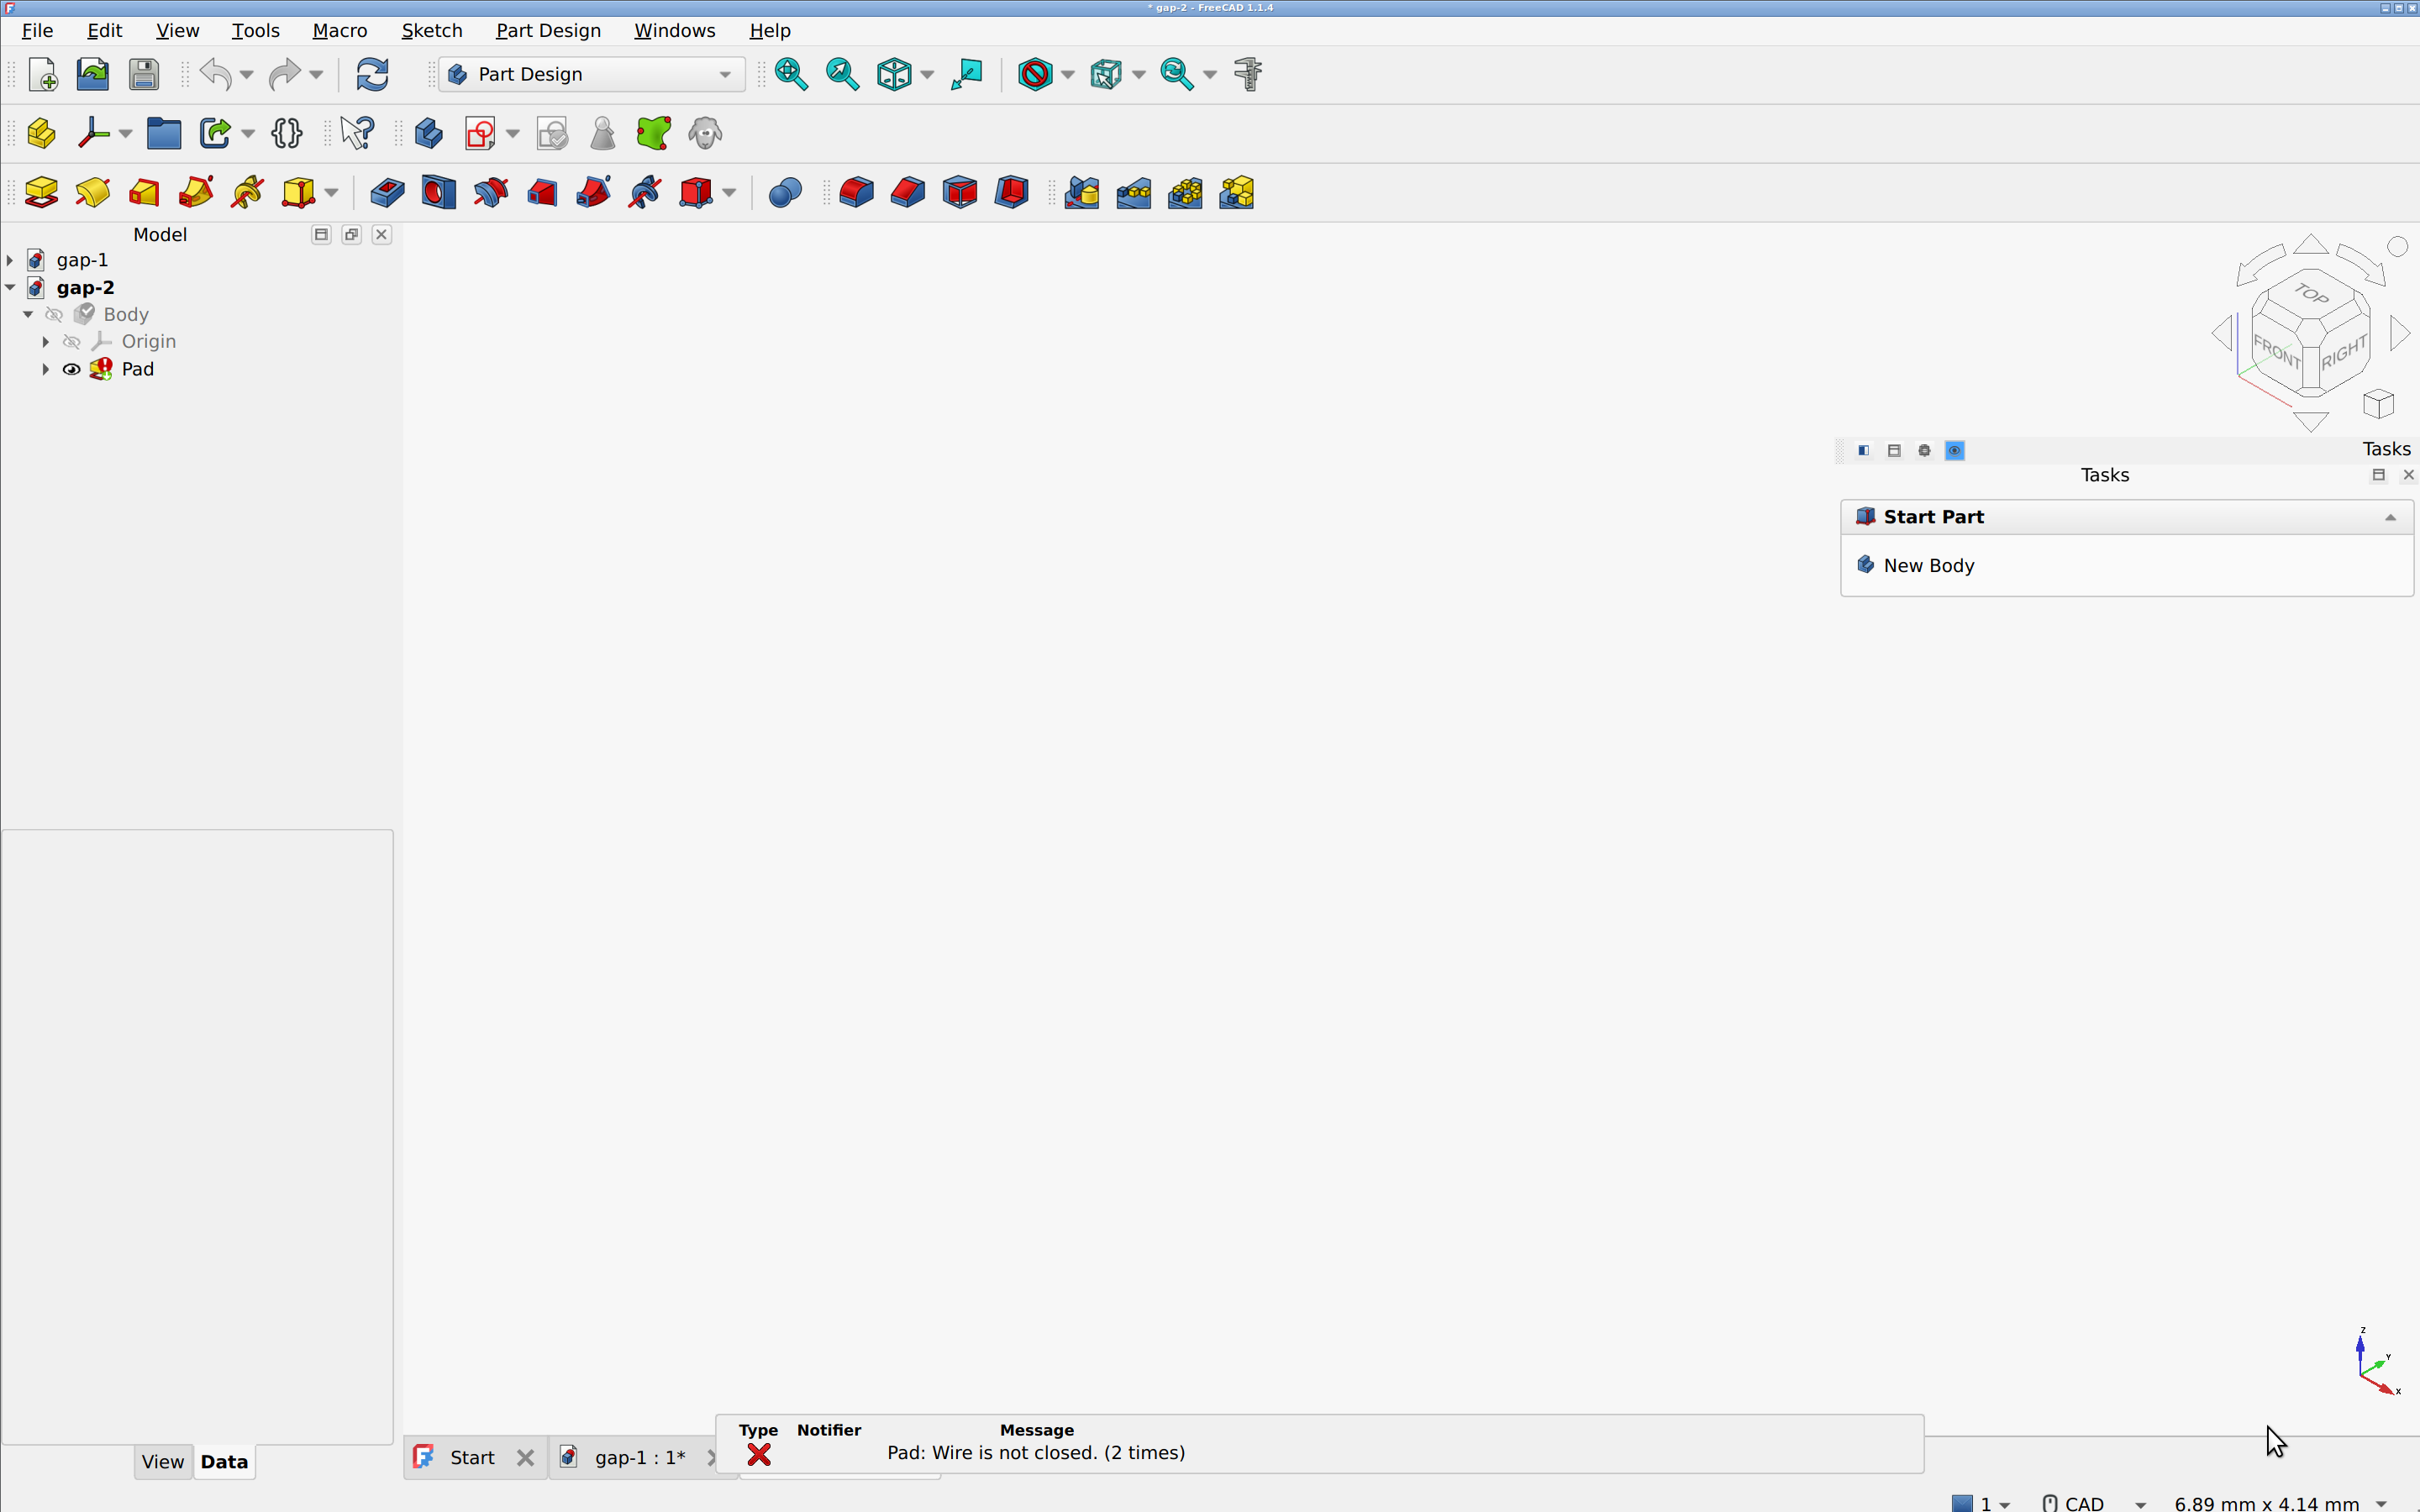 * gap-2 - FreeCAD 1.1.4
File Edit View Tools Macro Sketch Part Design Windows Help
Part Design
Model
gap-1
gap-2
Body
Origin
Pad
TOP
FRONT
RIGHT
Tasks
Tasks
Start Part
New Body
Z
Y
X
Type Notifier Message
Pad: Wire is not closed. (2 times)
View Data
Start
gap-1 : 1*
1 CAD 6.89 mm x 4.14 mm